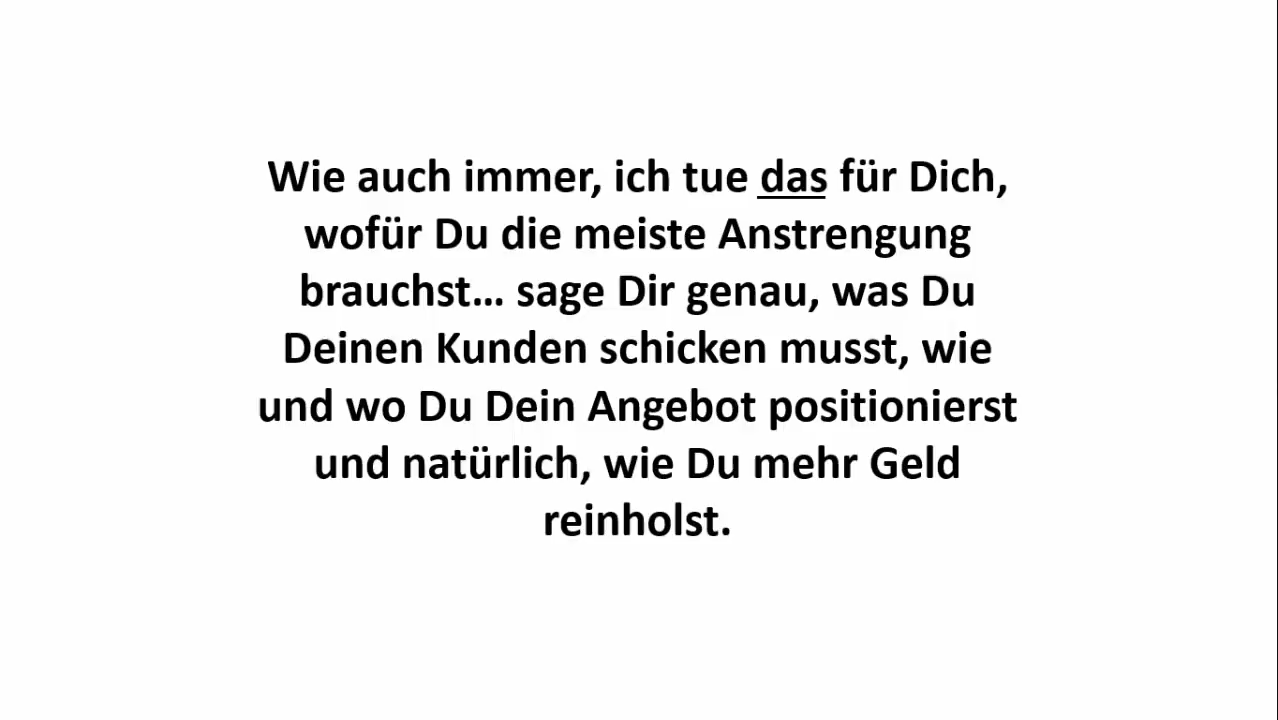 Wie auch immer, ich tue das für Dich,
wofür Du die meiste Anstrengung
brauchst… sage Dir genau, was Du
Deinen Kunden schicken musst, wie
und wo Du Dein Angebot positionierst
und natürlich, wie Du mehr Geld
reinholst.